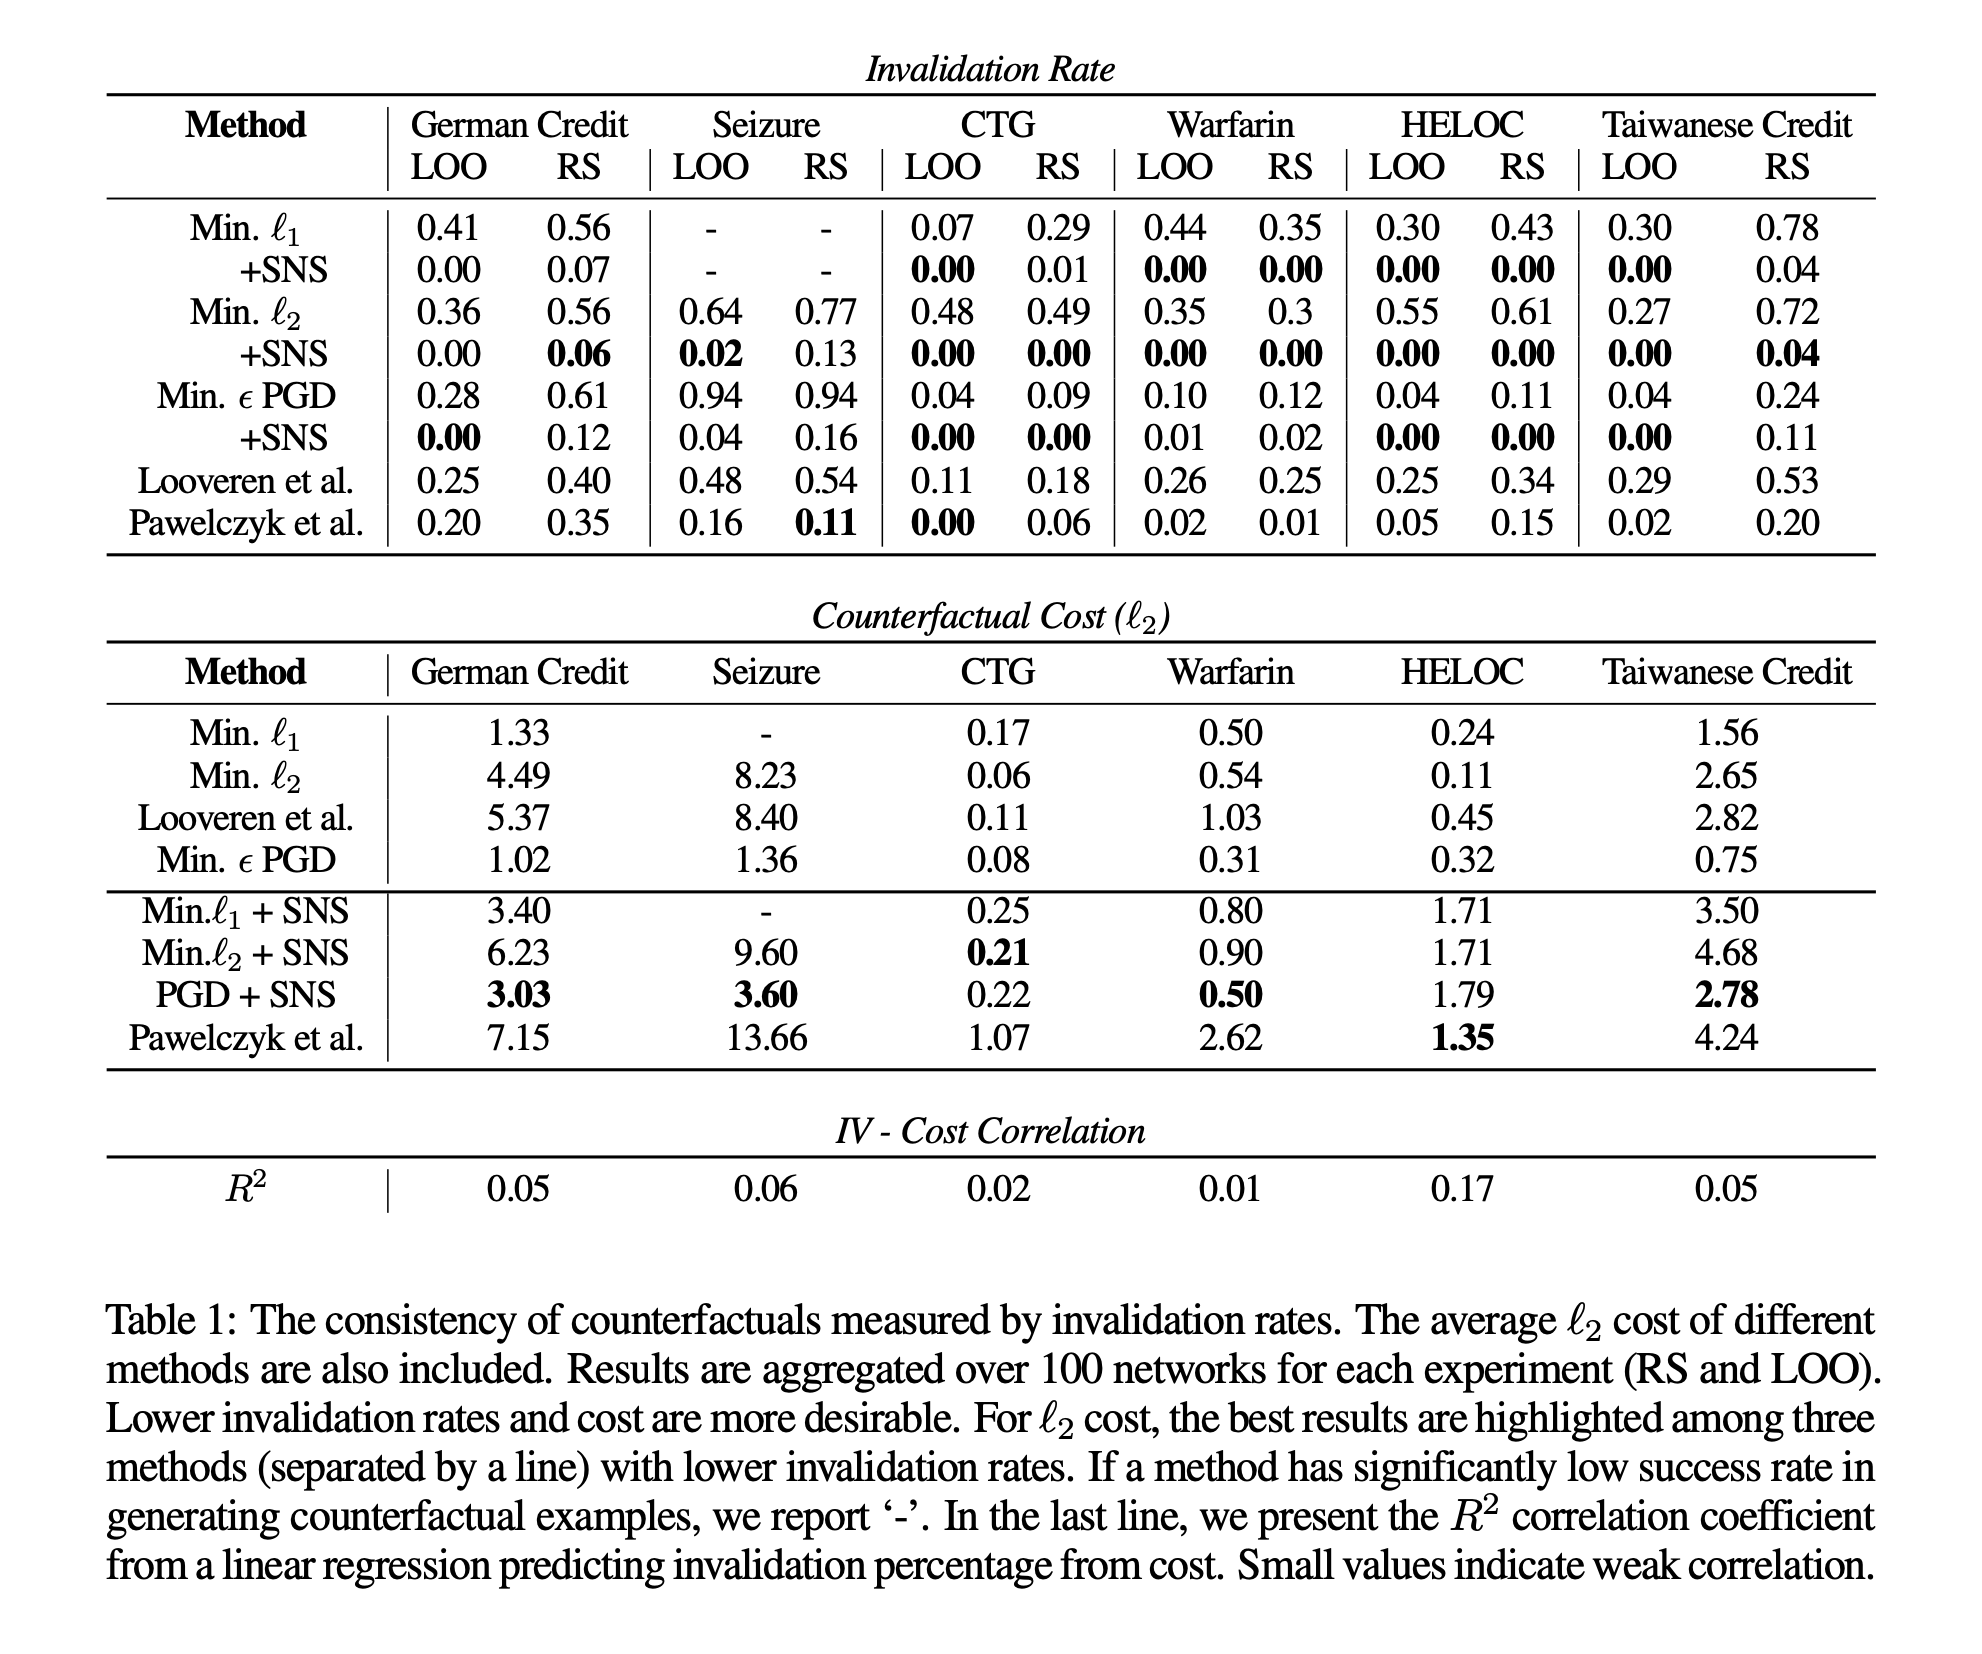 Invalidation Rate
Method German Credit Seizure CTG Warfarin HELOC Taiwanese Credit
LOO RS LOO RS LOO RS LOO RS LOO RS LOO RS
Min. ℓ1 0.41 0.56 - - 0.07 0.29 0.44 0.35 0.30 0.43 0.30 0.78
+SNS 0.00 0.07 - - 0.00 0.01 0.00 0.00 0.00 0.00 0.00 0.04
Min. ℓ2 0.36 0.56 0.64 0.77 0.48 0.49 0.35 0.3 0.55 0.61 0.27 0.72
+SNS 0.00 0.06 0.02 0.13 0.00 0.00 0.00 0.00 0.00 0.00 0.00 0.04
Min. ϵ PGD 0.28 0.61 0.94 0.94 0.04 0.09 0.10 0.12 0.04 0.11 0.04 0.24
+SNS 0.00 0.12 0.04 0.16 0.00 0.00 0.01 0.02 0.00 0.00 0.00 0.11
Looveren et al. 0.25 0.40 0.48 0.54 0.11 0.18 0.26 0.25 0.25 0.34 0.29 0.53
Pawelczyk et al. 0.20 0.35 0.16 0.11 0.00 0.06 0.02 0.01 0.05 0.15 0.02 0.20
Counterfactual Cost (ℓ2)
Method German Credit Seizure CTG Warfarin HELOC Taiwanese Credit
Min. ℓ1 1.33 - 0.17 0.50 0.24 1.56
Min. ℓ2 4.49 8.23 0.06 0.54 0.11 2.65
Looveren et al. 5.37 8.40 0.11 1.03 0.45 2.82
Min. ϵ PGD 1.02 1.36 0.08 0.31 0.32 0.75
Min.ℓ1 + SNS 3.40 - 0.25 0.80 1.71 3.50
Min.ℓ2 + SNS 6.23 9.60 0.21 0.90 1.71 4.68
PGD + SNS 3.03 3.60 0.22 0.50 1.79 2.78
Pawelczyk et al. 7.15 13.66 1.07 2.62 1.35 4.24
IV - Cost Correlation
R² 0.05 0.06 0.02 0.01 0.17 0.05
Table 1: The consistency of counterfactuals measured by invalidation rates. The average ℓ2 cost of different
methods are also included. Results are aggregated over 100 networks for each experiment (RS and LOO).
Lower invalidation rates and cost are more desirable. For ℓ2 cost, the best results are highlighted among three
methods (separated by a line) with lower invalidation rates. If a method has significantly low success rate in
generating counterfactual examples, we report ‘-’. In the last line, we present the R² correlation coefficient
from a linear regression predicting invalidation percentage from cost. Small values indicate weak correlation.